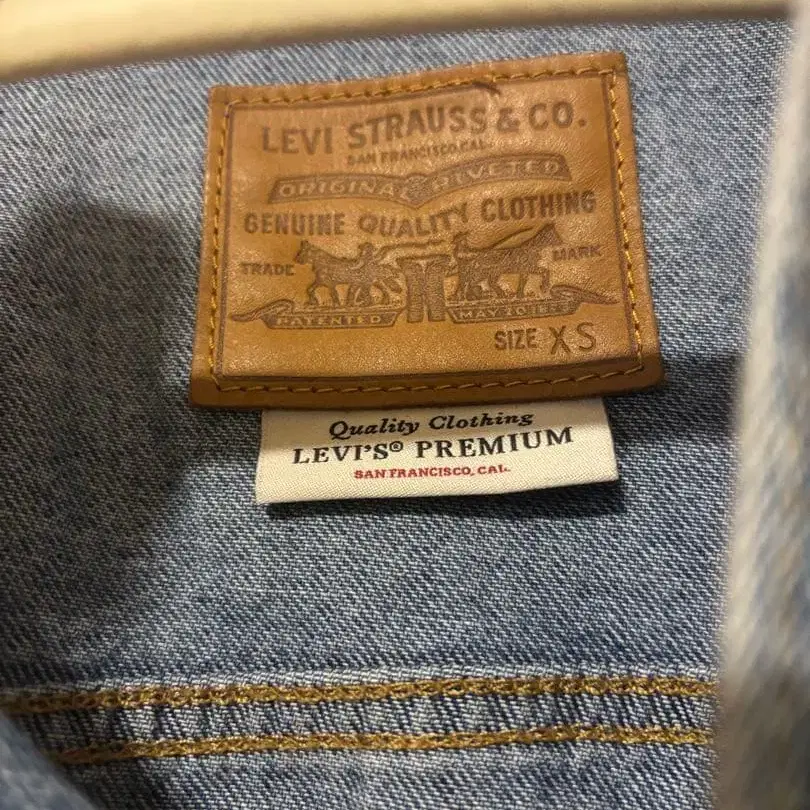 LEVI STRAUSS & CO.
SAN FRANCISCO, CAL.
ORIGINAL RIVETED
GENUINE QUALITY CLOTHING
TRADE MARK
PATENTED MAY 20 1873
SIZE XS
Quality Clothing
LEVI'S® PREMIUM
SAN FRANCISCO, CAL.